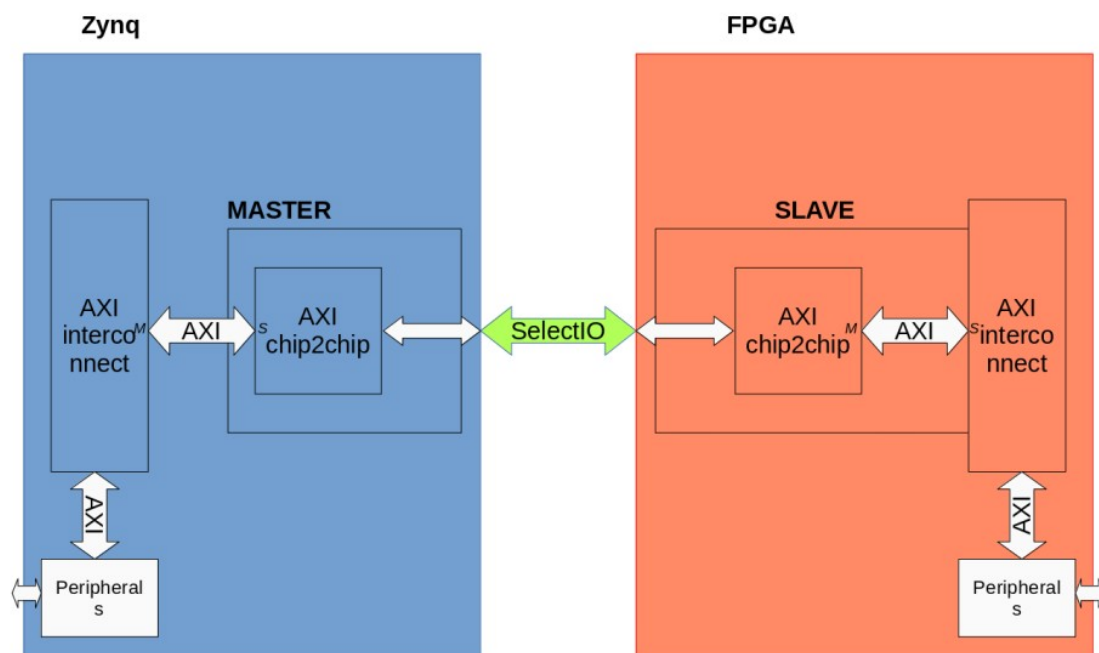 Zynq
FPGA
MASTER
SLAVE
AXI
interco
nnect
M
AXI
S
AXI
chip2chip
SelectIO
AXI
chip2chip
M
AXI
S
AXI
interco
nnect
AXI
AXI
Peripheral
s
Peripheral
s